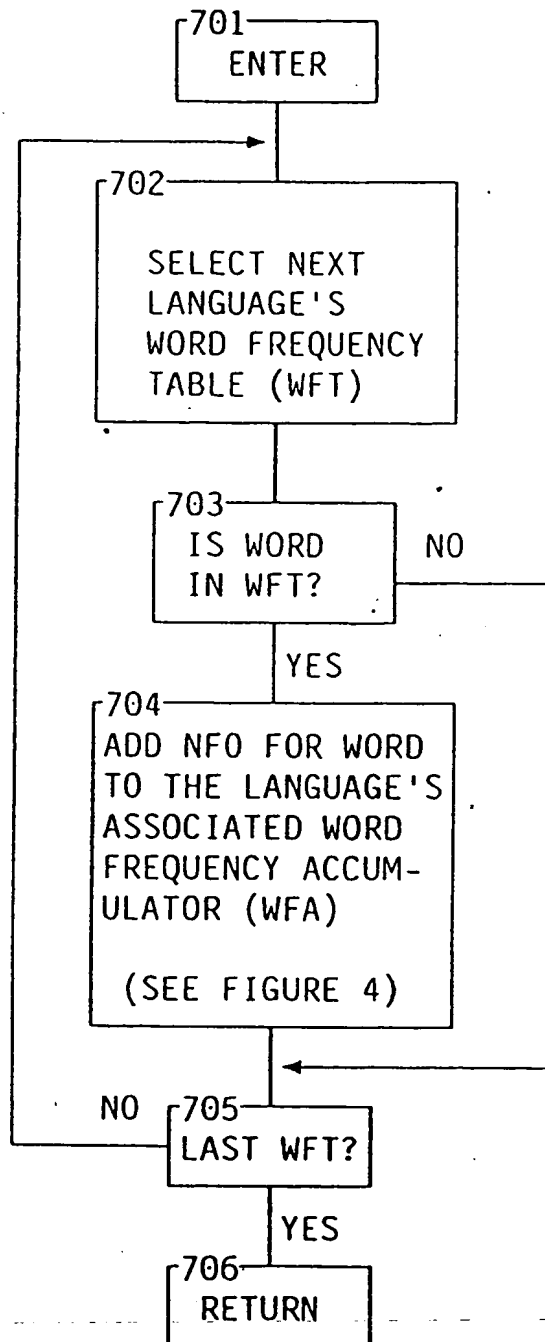 701
ENTER
702
SELECT NEXT
LANGUAGE'S
WORD FREQUENCY
TABLE (WFT)
703
IS WORD
IN WFT?
NO
YES
704
ADD NFO FOR WORD
TO THE LANGUAGE'S
ASSOCIATED WORD
FREQUENCY ACCUM-
ULATOR (WFA)
(SEE FIGURE 4)
NO
705
LAST WFT?
YES
706
RETURN